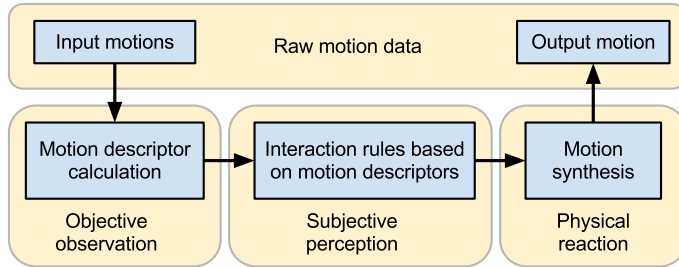 Input motions
Raw motion data
Output motion
Motion descriptor
calculation
Interaction rules based
on motion descriptors
Motion
synthesis
Objective
observation
Subjective
perception
Physical
reaction